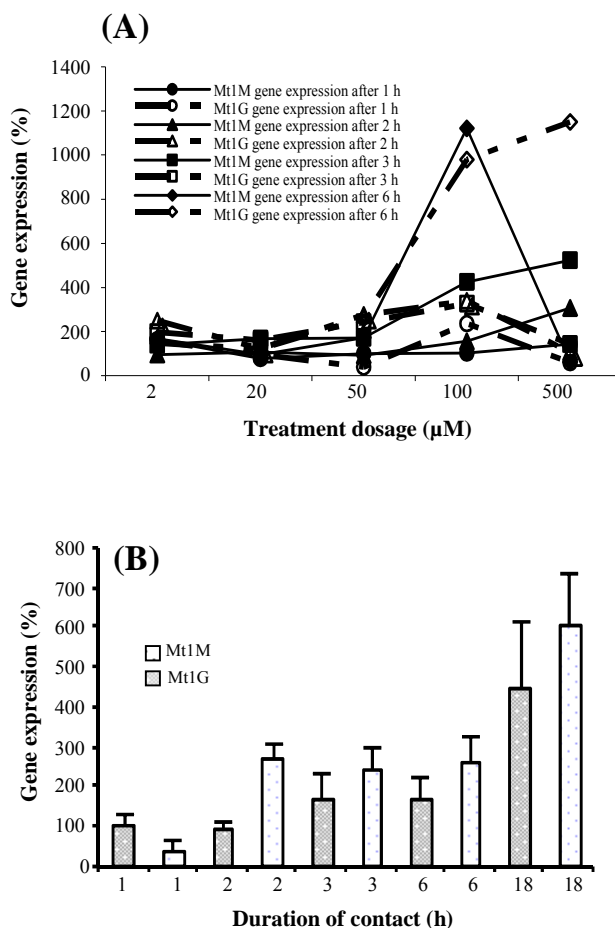 (A)
1400
1200
1000
800
600
400
200
0
Gene expression (%)
Mt1M gene expression after 1 h
Mt1G gene expression after 1 h
Mt1M gene expression after 2 h
Mt1G gene expression after 2 h
Mt1M gene expression after 3 h
Mt1G gene expression after 3 h
Mt1M gene expression after 6 h
Mt1G gene expression after 6 h
2 20 50 100 500
Treatment dosage (µM)
(B)
800
700
600
500
400
300
200
100
0
Gene expression (%)
Mt1M
Mt1G
1 1 2 2 3 3 6 6 18 18
Duration of contact (h)